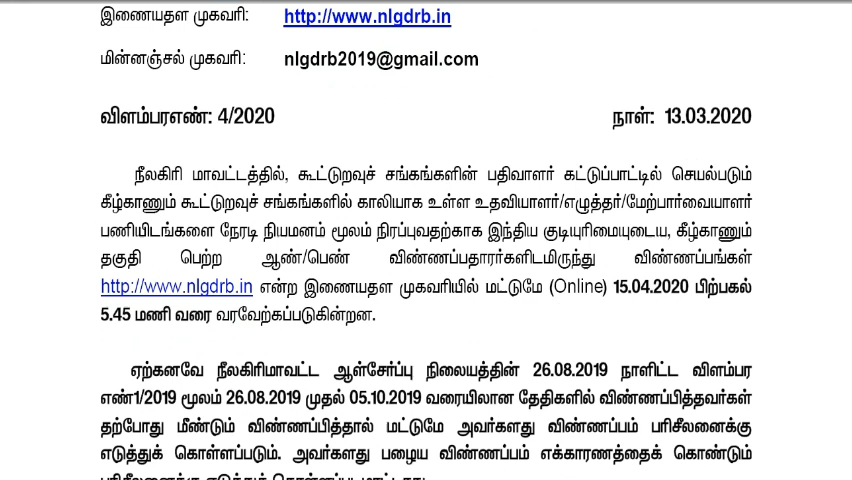 இணையதள முகவரி: http://www.nlgdrb.in
மின்னஞ்சல் முகவரி: nlgdrb2019@gmail.com
விளம்பரஎண்: 4/2020 நாள்: 13.03.2020
நீலகிரி மாவட்டத்தில், கூட்டுறவுச் சங்கங்களின் பதிவாளர் கட்டுப்பாட்டில் செயல்படும்
கீழ்காணும் கூட்டுறவுச் சங்கங்களில் காலியாக உள்ள உதவியாளர்/எழுத்தர்/மேற்பார்வையாளர்
பணியிடங்களை நேரடி நியமனம் மூலம் நிரப்புவதற்காக இந்திய குடியுரிமையுடைய, கீழ்காணும்
தகுதி பெற்ற ஆண்/பெண் விண்ணப்பதாரர்களிடமிருந்து விண்ணப்பங்கள்
http://www.nlgdrb.in என்ற இணையதள முகவரியில் மட்டுமே (Online) 15.04.2020 பிற்பகல்
5.45 மணி வரை வரவேற்கப்படுகின்றன.
ஏற்கனவே நீலகிரிமாவட்ட ஆள்சேர்ப்பு நிலையத்தின் 26.08.2019 நாளிட்ட விளம்பர
எண்1/2019 மூலம் 26.08.2019 முதல் 05.10.2019 வரையிலான தேதிகளில் விண்ணப்பித்தவர்கள்
தற்போது மீண்டும் விண்ணப்பித்தால் மட்டுமே அவர்களது விண்ணப்பம் பரிசீலனைக்கு
எடுத்துக் கொள்ளப்படும். அவர்களது பழைய விண்ணப்பம் எக்காரணத்தைக் கொண்டும்
பரிசீலனைக்கு எடுத்துக் கொள்ளப்படமாட்டாது.